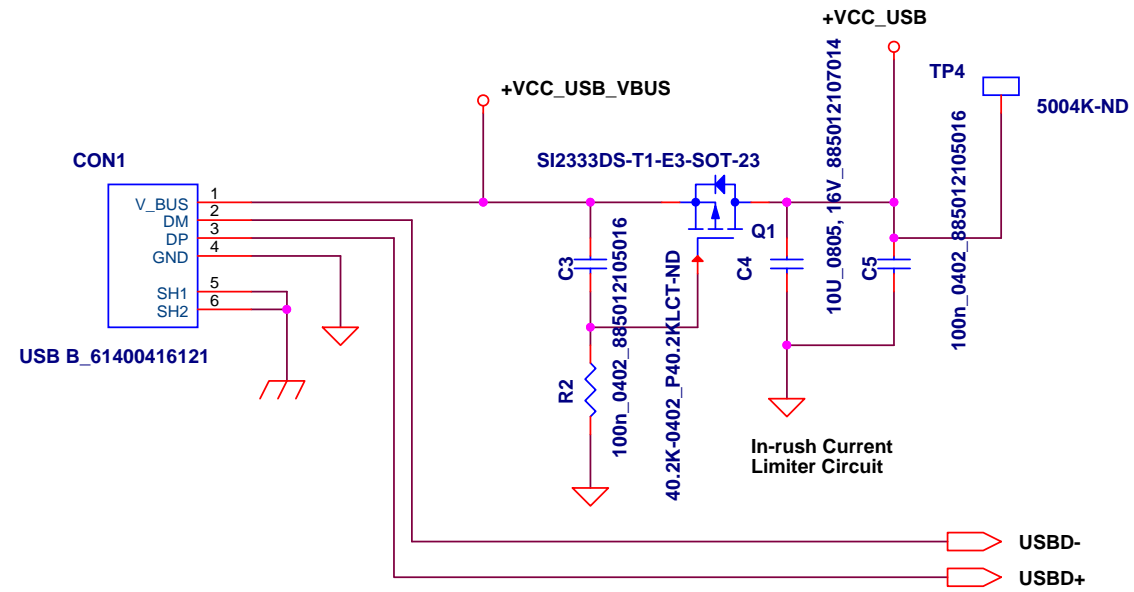 +VCC_USB
TP4
5004K-ND
+VCC_USB_VBUS
10U_0805, 16V_885012107014
100n_0402_885012105016
CON1
SI2333DS-T1-E3-SOT-23
V_BUS 1
DM 2
DP 3
GND 4
SH1 5
SH2 6
Q1
C3
C4
C5
100n_0402_885012105016
40.2K-0402_P40.2KLCT-ND
USB B_61400416121
R2
In-rush Current
Limiter Circuit
USBD-
USBD+